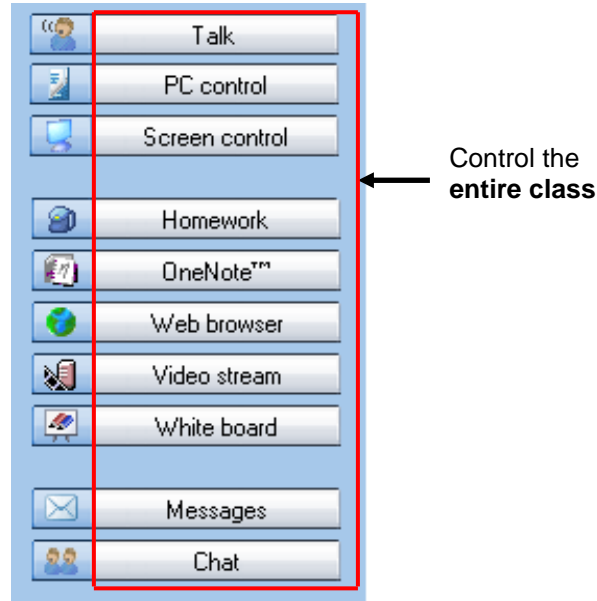 Talk
PC control
Screen control
Control the
entire class
Homework
OneNote™
Web browser
Video stream
White board
Messages
Chat